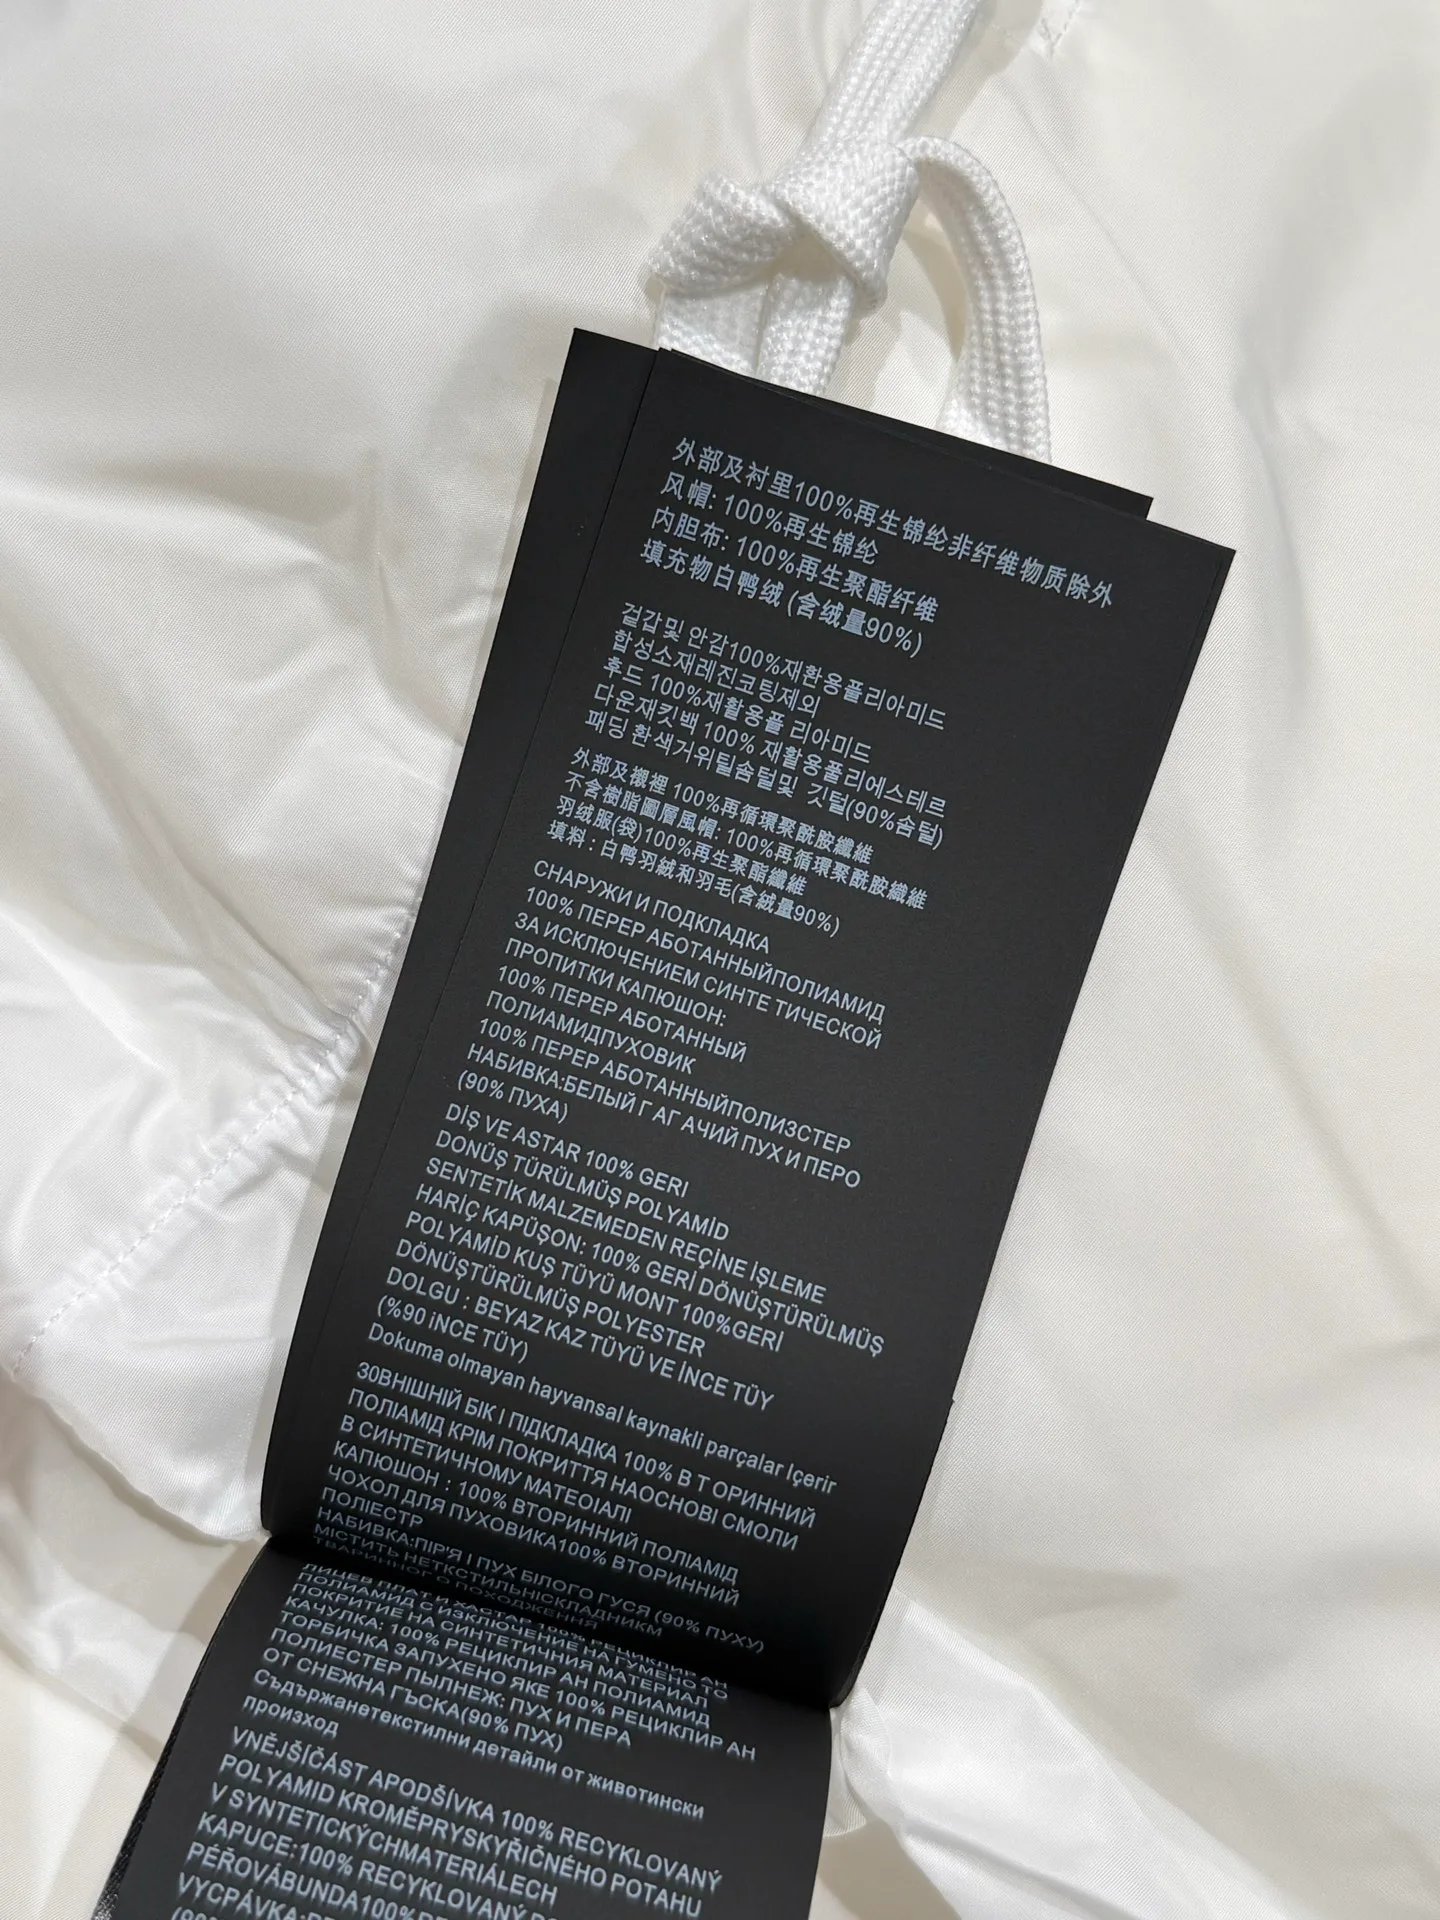 外部及衬里100%再生锦纶非纤维物质除外
风帽: 100%再生锦纶
内胆布: 100%再生聚酯纤维
填充物白鸭绒 (含绒量90%)
겉감및 안감100%재환용폴리아미드
합성소재레진코팅제외
후드 100%재활용폴 리아미드
다운재킷백 100% 재활용폴리에스테르
패딩 환색거위털솜털및 깃털(90%솜털)
外部及襯裡 100%再循環聚酰胺纖維
不含樹脂圖層風帽: 100%再循環聚酰胺纖維
羽绒服(袋)100%再生聚酯纖維
填料 : 白鸭羽絨和羽毛(含絨量90%)
СНАРУЖИ И ПОДКЛАДКА
100% ПЕРЕР АБОТАННЫЙПОЛИАМИД
ЗА ИСКЛЮЧЕНИЕМ СИНТЕ ТИЧЕСКОЙ
ПРОПИТКИ КАПЮШОН:
100% ПЕРЕР АБОТАННЫЙ
ПОЛИАМИДПУХОВИК
100% ПЕРЕР АБОТАННЫЙПОЛИЗСТЕР
НАБИВКА:БЕЛЫЙ Г АГ АЧИЙ ПУХ И ПЕРО
(90% ПУХА)
DİŞ VE ASTAR 100% GERI
DONÜŞ TÜRÜLMÜŞ POLYAMİD
SENTETİK MALZEMEDEN REÇİNE İŞLEME
HARİÇ KAPÜŞON: 100% GERİ DÖNÜŞTÜRÜLMÜŞ
POLYAMİD KUŞ TÜYÜ MONT 100%GERİ
DÖNÜŞTÜRÜLMÜŞ POLYESTER
DOLGU : BEYAZ KAZ TÜYÜ VE İNCE TÜY
(%90 iNCE TÜY)
Dokuma olmayan hayvansal kaynakli parçalar Içerir
ЗОВНІШНІЙ БІК І ПІДКЛАДКА 100% В Т ОРИННИЙ
ПОЛІАМІД КРІМ ПОКРИТТЯ НАОСНОВІ СМОЛИ
В СИНТЕТИЧНОМУ МАТЕОІАЛІ
КАПЮШОН : 100% ВТОРИННИЙ ПОЛІАМІД
ЧОХОЛ ДЛЯ ПУХОВИКА100% ВТОРИННИЙ
ПОЛІЕСТР
НАБИВКА:ПІР'Я І ПУХ БІЛОГО ГУСЯ (90% ПУХУ)
МІСТИТЬ НЕТКСТИЛЬНІСКЛАДНИКМ
ТВАРИННОГ О ПОХОДЖЕННЯ
ПОЛИАМИД С ИЗКЛЮЧЕНИЕ НА ГУМЕНО ТО
ПОКРИТИЕ НА СИНТЕТИЧНИЯ МАТЕРИАЛ
КАЧУЛКА: 100% РЕЦИКЛИР АН ПОЛИАМИД
ТОРБИЧКА ЗАПУХЕНО ЯКЕ 100% РЕЦИКЛИР АН
ПОЛИЕСТЕР ПЫЛНЕЖ: ПУХ И ПЕРА
ОТ СНЕЖНА ГЪСКА(90% ПУХ)
Съдържанетекстилни детайли от животински
произход
VNĚJŠÍČÁST APODŠÍVKA 100% RECYKLOVANÝ
POLYAMID KROMĚPRYSKYŘIČNÉHO POTAHU
V SYNTETICKÝCHMATERIÁLECH
KAPUCE:100% RECYKLOVANÝ
PÉŘOVÁBUNDA100%
VYCPÁVKA: